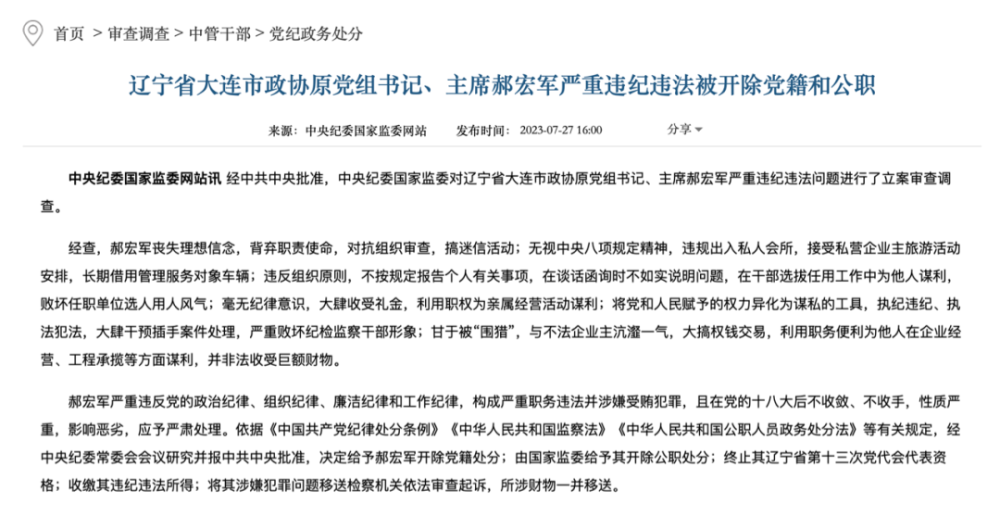 首页 > 审查调查 > 中管干部 > 党纪政务处分
辽宁省大连市政协原党组书记、主席郝宏军严重违纪违法被开除党籍和公职
来源：中央纪委国家监委网站 发布时间：2023-07-27 16:00 分享
中央纪委国家监委网站讯 经中共中央批准，中央纪委国家监委对辽宁省大连市政协原党组书记、主席郝宏军严重违纪违法问题进行了立案审查调
查。
经查，郝宏军丧失理想信念，背弃职责使命，对抗组织审查，搞迷信活动；无视中央八项规定精神，违规出入私人会所，接受私营企业主旅游活动
安排，长期借用管理服务对象车辆；违反组织原则，不按规定报告个人有关事项，在谈话函询时不如实说明问题，在干部选拔任用工作中为他人谋利，
败坏任职单位选人用人风气；毫无纪律意识，大肆收受礼金，利用职权为亲属经营活动谋利；将党和人民赋予的权力异化为谋私的工具，执纪违纪、执
法犯法，大肆干预插手案件处理，严重败坏纪检监察干部形象；甘于被“围猎”，与不法企业主沆瀣一气，大搞权钱交易，利用职务便利为他人在企业经
营、工程承揽等方面谋利，并非法收受巨额财物。
郝宏军严重违反党的政治纪律、组织纪律、廉洁纪律和工作纪律，构成严重职务违法并涉嫌受贿犯罪，且在党的十八大后不收敛、不收手，性质严
重，影响恶劣，应予严肃处理。依据《中国共产党纪律处分条例》《中华人民共和国监察法》《中华人民共和国公职人员政务处分法》等有关规定，经
中央纪委常委会会议研究并报中共中央批准，决定给予郝宏军开除党籍处分；由国家监委给予其开除公职处分；终止其辽宁省第十三次党代会代表资
格；收缴其违纪违法所得；将其涉嫌犯罪问题移送检察机关依法审查起诉，所涉财物一并移送。